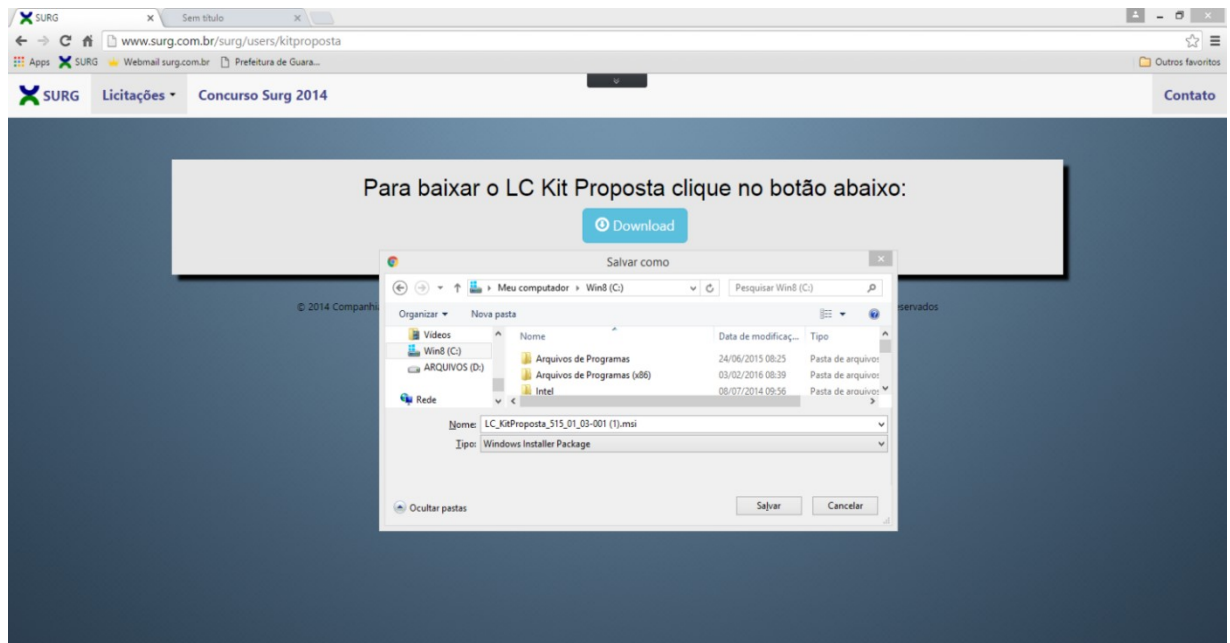 SURG
Sem título
www.surg.com.br/surg/users/kitproposta
Apps SURG Webmail surg.com.br Prefeitura de Guara... Outros favoritos
SURG Licitações Concurso Surg 2014 Contato
Para baixar o LC Kit Proposta clique no botão abaixo:
Download
Salvar como
Meu computador Win8 (C:) Pesquisar Win8 (C:)
© 2014 Companhi ervados
Organizar Nova pasta
Vídeos
Win8 (C:)
ARQUIVOS (D:)
Rede
Nome Data de modificaç... Tipo
Arquivos de Programas 24/06/2015 08:25 Pasta de arquivos
Arquivos de Programas (x86) 03/02/2016 08:39 Pasta de arquivos
Intel 08/07/2014 09:56 Pasta de arquivos
Nome: LC_KitProposta_515_01_03-001 (1).msi
Tipo: Windows Installer Package
Ocultar pastas Salvar Cancelar